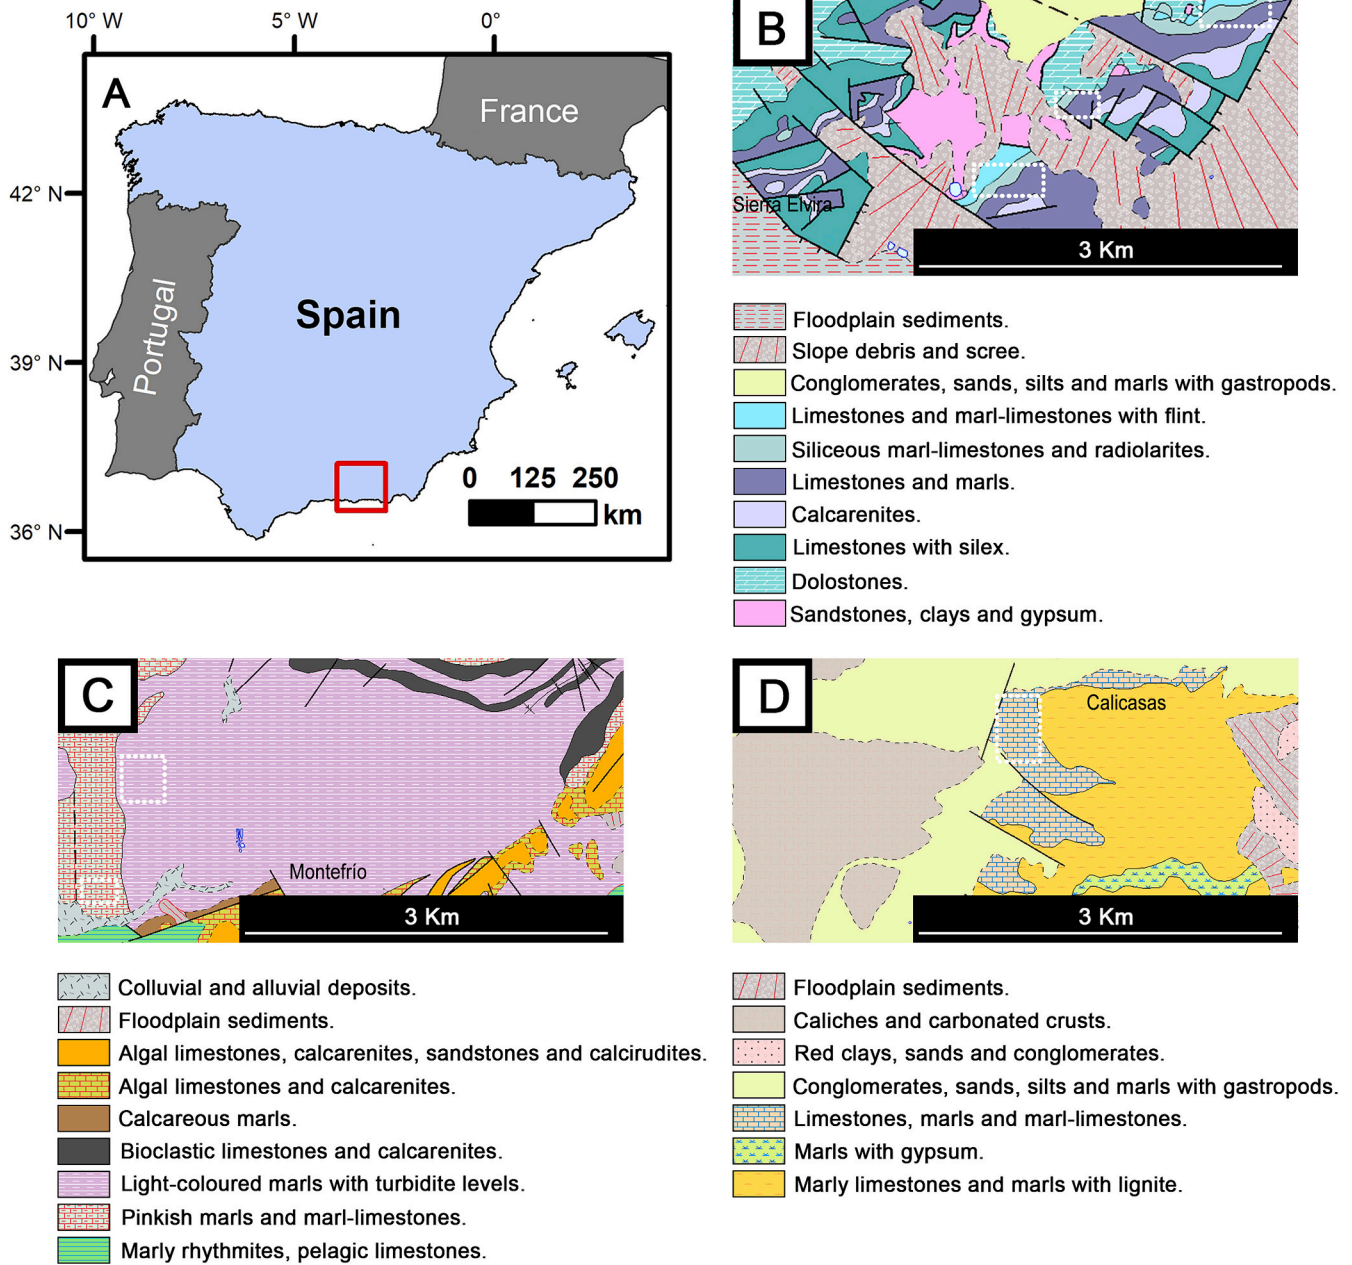 10° W
5° W
0°
A
France
42° N
Portugal
Spain
39° N
0 125 250
km
36° N
B
Sierra Elvira
3 Km
Floodplain sediments.
Slope debris and scree.
Conglomerates, sands, silts and marls with gastropods.
Limestones and marl-limestones with flint.
Siliceous marl-limestones and radiolarites.
Limestones and marls.
Calcarenites.
Limestones with silex.
Dolostones.
Sandstones, clays and gypsum.
C
Montefrío
3 Km
Colluvial and alluvial deposits.
Floodplain sediments.
Algal limestones, calcarenites, sandstones and calcirudites.
Algal limestones and calcarenites.
Calcareous marls.
Bioclastic limestones and calcarenites.
Light-coloured marls with turbidite levels.
Pinkish marls and marl-limestones.
Marly rhythmites, pelagic limestones.
D
Calicasas
3 Km
Floodplain sediments.
Caliches and carbonated crusts.
Red clays, sands and conglomerates.
Conglomerates, sands, silts and marls with gastropods.
Limestones, marls and marl-limestones.
Marls with gypsum.
Marly limestones and marls with lignite.